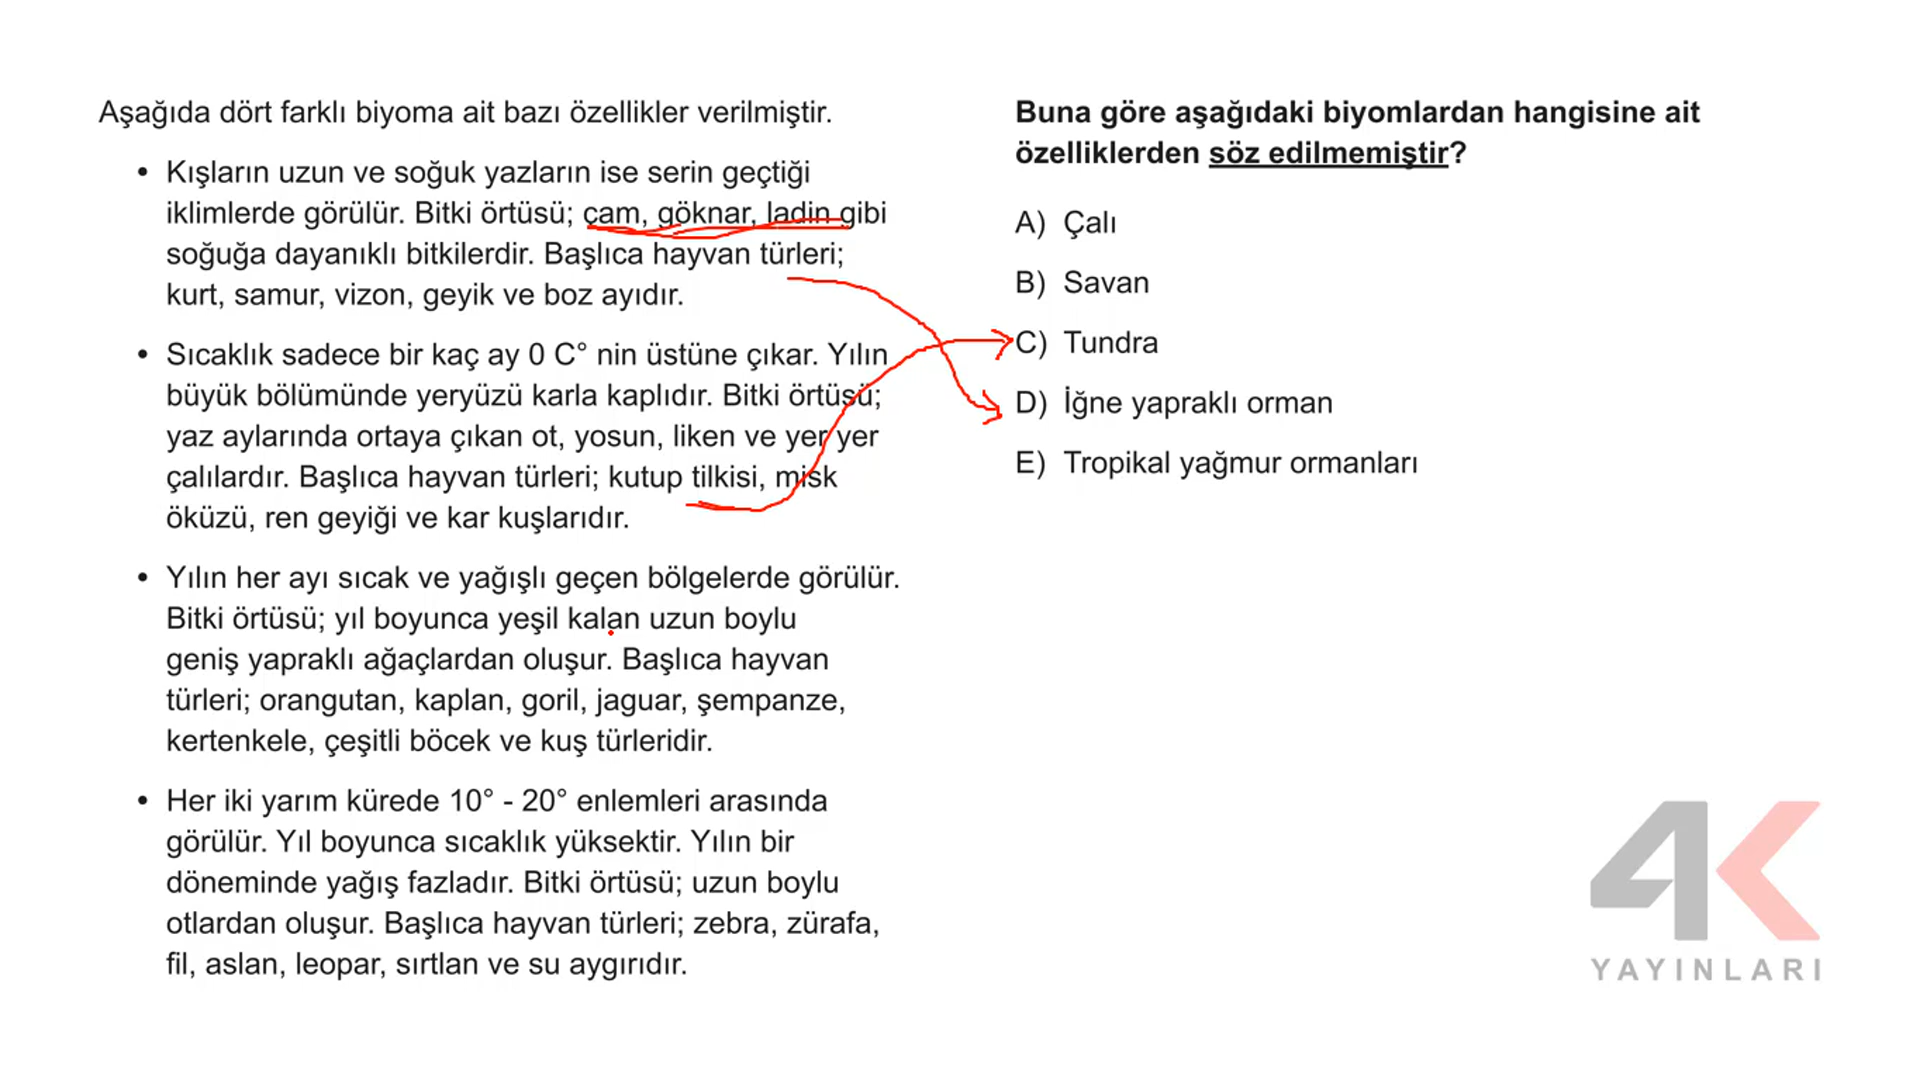 Aşağıda dört farklı biyoma ait bazı özellikler verilmiştir.
• Kışların uzun ve soğuk yazların ise serin geçtiği
iklimlerde görülür. Bitki örtüsü; çam, göknar, ladin gibi
soğuğa dayanıklı bitkilerdir. Başlıca hayvan türleri;
kurt, samur, vizon, geyik ve boz ayıdır.
• Sıcaklık sadece bir kaç ay 0 C° nin üstüne çıkar. Yılın
büyük bölümünde yeryüzü karla kaplıdır. Bitki örtüsü;
yaz aylarında ortaya çıkan ot, yosun, liken ve yer yer
çalılardır. Başlıca hayvan türleri; kutup tilkisi, misk
öküzü, ren geyiği ve kar kuşlarıdır.
• Yılın her ayı sıcak ve yağışlı geçen bölgelerde görülür.
Bitki örtüsü; yıl boyunca yeşil kalan uzun boylu
geniş yapraklı ağaçlardan oluşur. Başlıca hayvan
türleri; orangutan, kaplan, goril, jaguar, şempanze,
kertenkele, çeşitli böcek ve kuş türleridir.
• Her iki yarım kürede 10° - 20° enlemleri arasında
görülür. Yıl boyunca sıcaklık yüksektir. Yılın bir
döneminde yağış fazladır. Bitki örtüsü; uzun boylu
otlardan oluşur. Başlıca hayvan türleri; zebra, zürafa,
fil, aslan, leopar, sırtlan ve su aygırıdır.
Buna göre aşağıdaki biyomlardan hangisine ait
özelliklerden söz edilmemiştir?
A) Çalı
B) Savan
C) Tundra
D) İğne yapraklı orman
E) Tropikal yağmur ormanları
4K
YAYINLARI